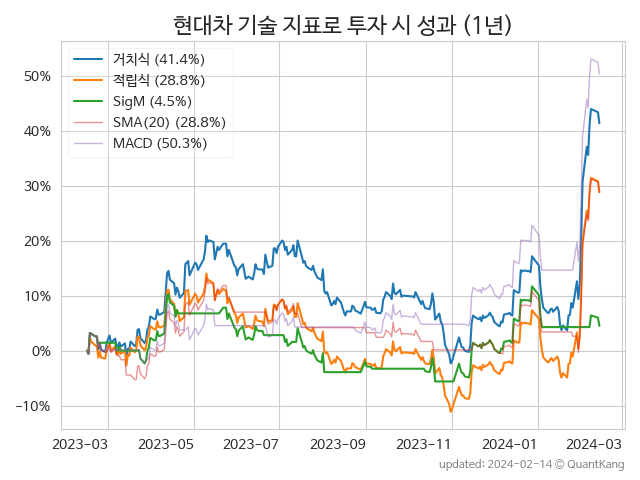 현대차 기술 지표로 투자 시 성과 (1년)
거치식 (41.4%)
적립식 (28.8%)
SigM (4.5%)
SMA(20) (28.8%)
MACD (50.3%)
50%
40%
30%
20%
10%
0%
−10%
2023-03 2023-05 2023-07 2023-09 2023-11 2024-01 2024-03
updated: 2024-02-14 ⓒ QuantKang